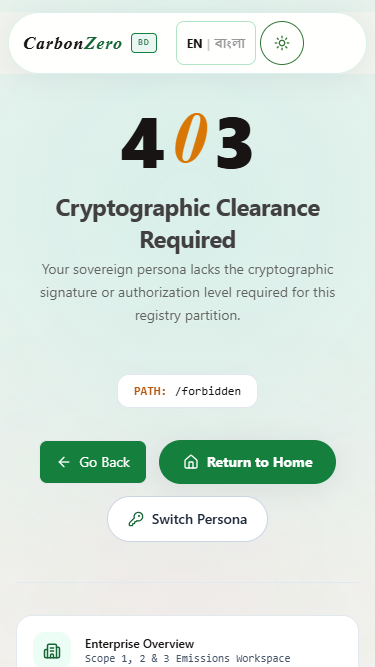 CarbonZero BD EN | বাংলা
403
Cryptographic Clearance
Required
Your sovereign persona lacks the cryptographic
signature or authorization level required for this
registry partition.
PATH: /forbidden
Go Back
Return to Home
Switch Persona
Enterprise Overview
Scope 1, 2 & 3 Emissions Workspace